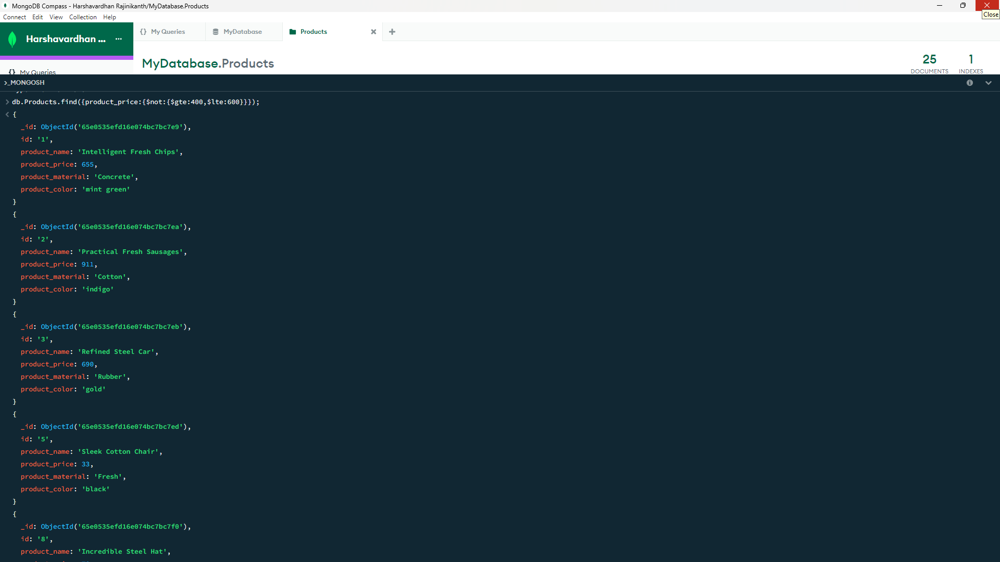 MongoDB Compass - Harshavardhan Rajinikanth/MyDatabase.Products
Close
Connect Edit View Collection Help
Harshavardhan ... ...
{} My Queries
MyDatabase
Products
MyDatabase.Products
25
DOCUMENTS
1
INDEXES
{} My Queries
>_MONGOSH
> db.Products.find({product_price:{$not:{$gte:400,$lte:600}}});
< {
_id: ObjectId('65e0535efd16e074bc7bc7e9'),
id: '1',
product_name: 'Intelligent Fresh Chips',
product_price: 655,
product_material: 'Concrete',
product_color: 'mint green'
}
{
_id: ObjectId('65e0535efd16e074bc7bc7ea'),
id: '2',
product_name: 'Practical Fresh Sausages',
product_price: 911,
product_material: 'Cotton',
product_color: 'indigo'
}
{
_id: ObjectId('65e0535efd16e074bc7bc7eb'),
id: '3',
product_name: 'Refined Steel Car',
product_price: 690,
product_material: 'Rubber',
product_color: 'gold'
}
{
_id: ObjectId('65e0535efd16e074bc7bc7ed'),
id: '5',
product_name: 'Sleek Cotton Chair',
product_price: 33,
product_material: 'Fresh',
product_color: 'black'
}
{
_id: ObjectId('65e0535efd16e074bc7bc7f0'),
id: '8',
product_name: 'Incredible Steel Hat',